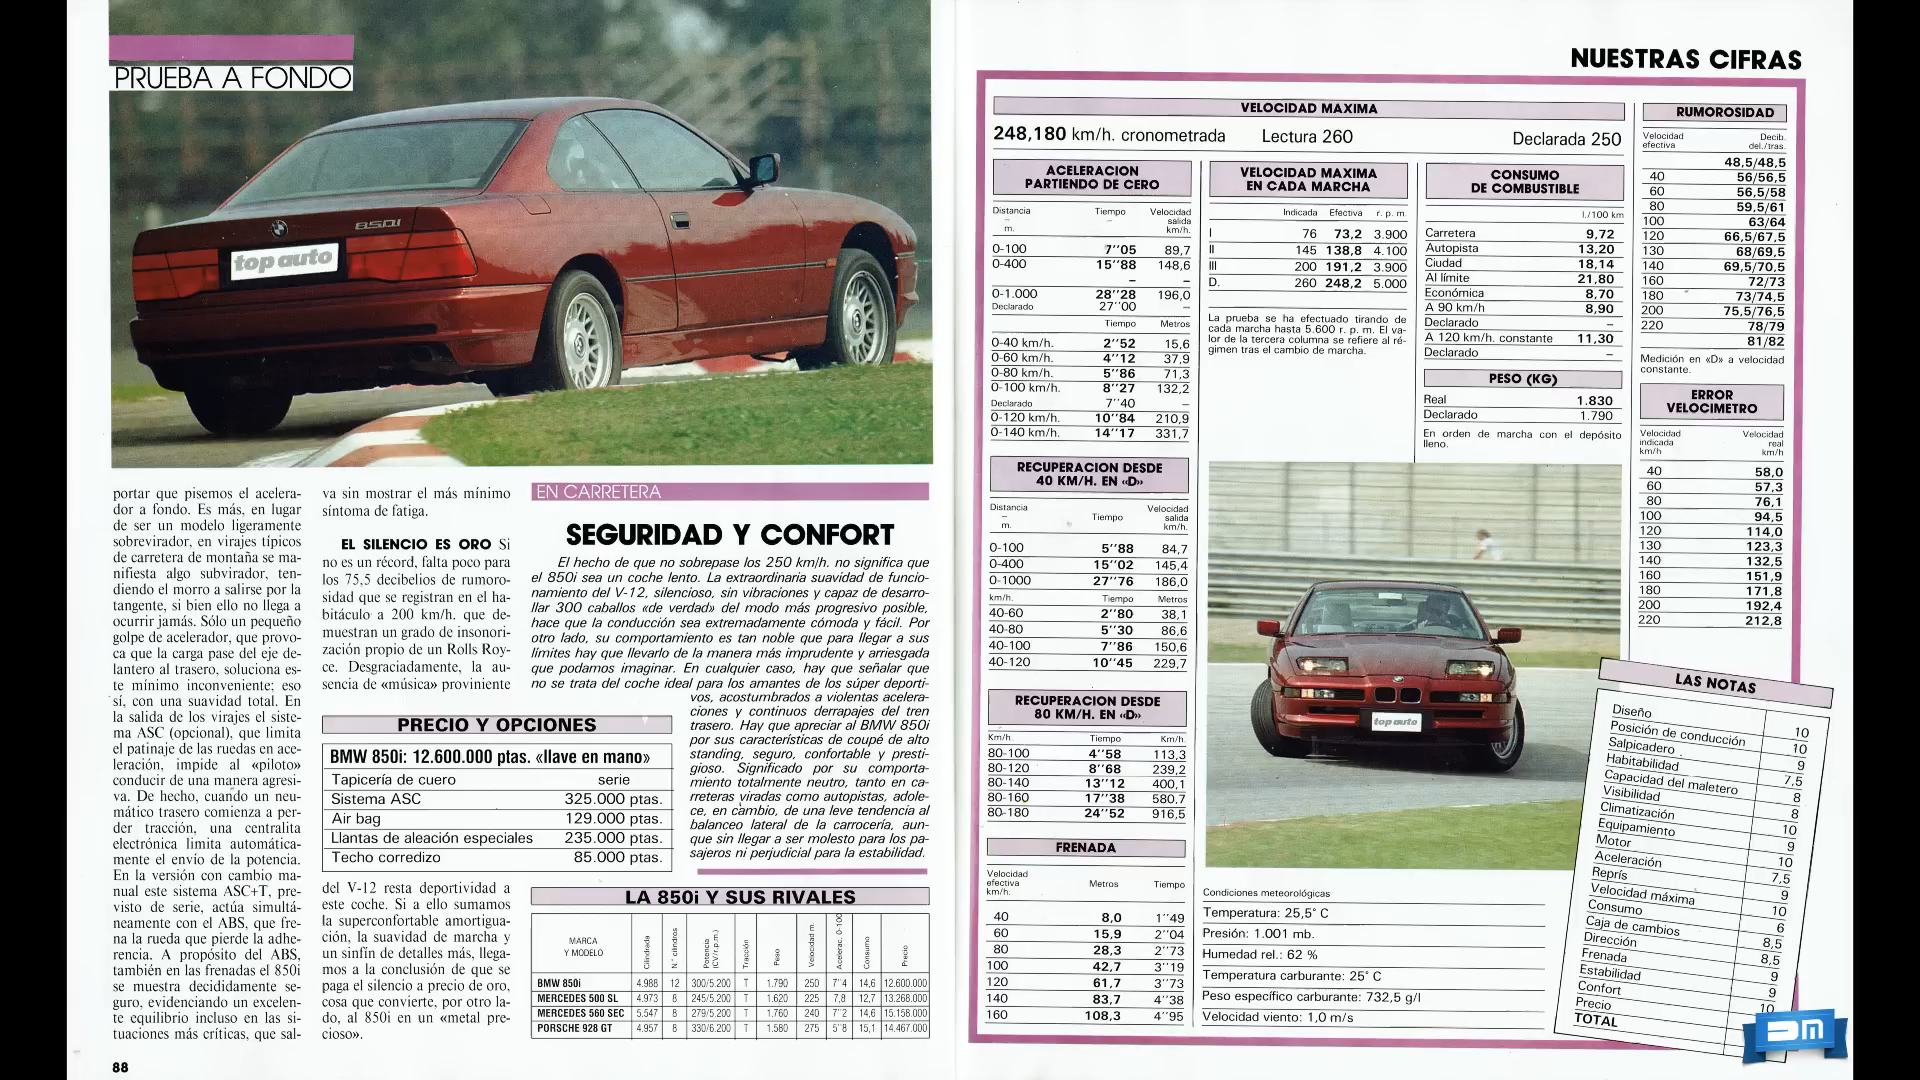 PRUEBA A FONDO
850i
top auto
portar que pisemos el acelera-
dor a fondo. Es más, en lugar
de ser un modelo ligeramente
sobrevirador, en virajes típicos
de carretera de montaña se ma-
nifiesta algo subvirador, ten-
diendo el morro a salirse por la
tangente, si bien ello no llega a
ocurrir jamás. Sólo un pequeño
golpe de acelerador, que provo-
ca que la carga pase del eje de-
lantero al trasero, soluciona es-
te mínimo inconveniente; eso
sí, con una suavidad total. En
la salida de los virajes el siste-
ma ASC (opcional), que limita
el patinaje de las ruedas en ace-
leración, impide al «piloto»
conducir de una manera agresi-
va. De hecho, cuando un neu-
mático trasero comienza a per-
der tracción, una centralita
electrónica limita automática-
mente el envío de la potencia.
En la versión con cambio ma-
nual este sistema ASC+T, pre-
visto de serie, actúa simultá-
neamente con el ABS, que fre-
na la rueda que pierde la adhe-
rencia. A propósito del ABS,
también en las frenadas el 850i
se muestra decididamente se-
guro, evidenciando un excelen-
te equilibrio incluso en las si-
tuaciones más críticas, que sal-
va sin mostrar el más mínimo
síntoma de fatiga.
EL SILENCIO ES ORO Si
no es un récord, falta poco para
los 75,5 decibelios de rumoro-
sidad que se registran en el ha-
bitáculo a 200 km/h. que de-
muestran un grado de insonori-
zación propio de un Rolls Roy-
ce. Desgraciadamente, la au-
sencia de «música» proviniente
PRECIO Y OPCIONES
BMW 850i: 12.600.000 ptas. «llave en mano»
Tapicería de cuero serie
Sistema ASC 325.000 ptas.
Air bag 129.000 ptas.
Llantas de aleación especiales 235.000 ptas.
Techo corredizo 85.000 ptas.
del V-12 resta deportividad a
este coche. Si a ello sumamos
la superconfortable amortigua-
ción, la suavidad de marcha y
un sinfín de detalles más, llega-
mos a la conclusión de que se
paga el silencio a precio de oro,
cosa que convierte, por otro la-
do, al 850i en un «metal pre-
cioso».
EN CARRETERA
SEGURIDAD Y CONFORT
El hecho de que no sobrepase los 250 km/h. no significa que
el 850i sea un coche lento. La extraordinaria suavidad de funcio-
namiento del V-12, silencioso, sin vibraciones y capaz de desarro-
llar 300 caballos «de verdad» del modo más progresivo posible,
hace que la conducción sea extremadamente cómoda y fácil. Por
otro lado, su comportamiento es tan noble que para llegar a sus
límites hay que llevarlo de la manera más imprudente y arriesgada
que podamos imaginar. En cualquier caso, hay que señalar que
no se trata del coche ideal para los amantes de los súper deporti-
vos, acostumbrados a violentas acelera-
ciones y continuos derrapajes del tren
trasero. Hay que apreciar al BMW 850i
por sus características de coupé de alto
standing, seguro, confortable y presti-
gioso. Significado por su comporta-
miento totalmente neutro, tanto en ca-
rreteras viradas como autopistas, adole-
ce, en cambio, de una leve tendencia al
balanceo lateral de la carrocería, aun-
que sin llegar a ser molesto para los pa-
sajeros ni perjudicial para la estabilidad.
LA 850i Y SUS RIVALES
MARCA Y MODELO Cilindrada N.° cilindros Potencia (CV/r.p.m.) Tracción Peso Velocidad m. Acelerac. 0-100 Consumo Precio
BMW 850i 4.988 12 300/5.200 T 1.790 250 7''4 14,6 12.600.000
MERCEDES 500 SL 4.973 8 245/5.200 T 1.620 225 7,8 12,7 13.268.000
MERCEDES 560 SEC 5.547 8 279/5.200 T 1.760 240 7''2 14,6 15.158.000
PORSCHE 928 GT 4.957 8 330/6.200 T 1.580 275 5''8 15,1 14.467.000
88
NUESTRAS CIFRAS
VELOCIDAD MAXIMA
248,180 km/h. cronometrada Lectura 260 Declarada 250
ACELERACION
PARTIENDO DE CERO
Distancia – m. Tiempo – Velocidad salida km/h.
0-100 7''05 89,7
0-400 15''88 148,6
– –
0-1.000 28''28 196,0
Declarado 27''00 –
Tiempo Metros
0-40 km/h. 2''52 15,6
0-60 km/h. 4''12 37,9
0-80 km/h. 5''86 71,3
0-100 km/h. 8''27 132,2
Declarado 7''40 –
0-120 km/h. 10''84 210,9
0-140 km/h. 14''17 331,7
RECUPERACION DESDE
40 KM/H. EN «D»
Distancia – m. Tiempo Velocidad salida km/h.
0-100 5''88 84,7
0-400 15''02 145,4
0-1000 27''76 186,0
km/h. Tiempo Metros
40-60 2''80 38,1
40-80 5''30 86,6
40-100 7''86 150,6
40-120 10''45 229,7
RECUPERACION DESDE
80 KM/H. EN «D»
Km/h. Tiempo Km/h.
80-100 4''58 113,3
80-120 8''68 239,2
80-140 13''12 400,1
80-160 17''38 580,7
80-180 24''52 916,5
FRENADA
Velocidad efectiva km/h. Metros Tiempo
40 8,0 1''49
60 15,9 2''04
80 28,3 2''73
100 42,7 3''19
120 61,7 3''73
140 83,7 4''38
160 108,3 4''95
VELOCIDAD MAXIMA
EN CADA MARCHA
Indicada Efectiva r. p. m.
I 76 73,2 3.900
II 145 138,8 4.100
III 200 191,2 3.900
D. 260 248,2 5.000
La prueba se ha efectuado tirando de
cada marcha hasta 5.600 r. p. m. El va-
lor de la tercera columna se refiere al ré-
gimen tras el cambio de marcha.
CONSUMO
DE COMBUSTIBLE
l./100 km
Carretera 9,72
Autopista 13,20
Ciudad 18,14
Al límite 21,80
Económica 8,70
A 90 km/h 8,90
Declarado –
A 120 km/h. constante 11,30
Declarado –
PESO (KG)
Real 1.830
Declarado 1.790
En orden de marcha con el depósito
lleno.
RUMOROSIDAD
Velocidad efectiva Decib. del./tras.
48,5/48,5
40 56/56,5
60 56,5/58
80 59,5/61
100 63/64
120 66,5/67,5
130 68/69,5
140 69,5/70,5
160 72/73
180 73/74,5
200 75,5/76,5
220 78/79
81/82
Medición en «D» a velocidad
constante.
ERROR
VELOCIMETRO
Velocidad indicada km/h Velocidad real km/h
40 58,0
60 57,3
80 76,1
100 94,5
120 114,0
130 123,3
140 132,5
160 151,9
180 171,8
200 192,4
220 212,8
top auto
Condiciones meteorológicas
Temperatura: 25,5° C
Presión: 1.001 mb.
Humedad rel.: 62 %
Temperatura carburante: 25° C
Peso específico carburante: 732,5 g/l
Velocidad viento: 1,0 m/s
LAS NOTAS
Diseño 10
Posición de conducción 10
Salpicadero 9
Habitabilidad 7,5
Capacidad del maletero 8
Visibilidad 8
Climatización 10
Equipamiento 9
Motor 10
Aceleración 7,5
Reprís 9
Velocidad máxima 10
Consumo 6
Caja de cambios 8,5
Dirección 8,5
Frenada 9
Estabilidad 9
Confort 10
Precio
TOTAL